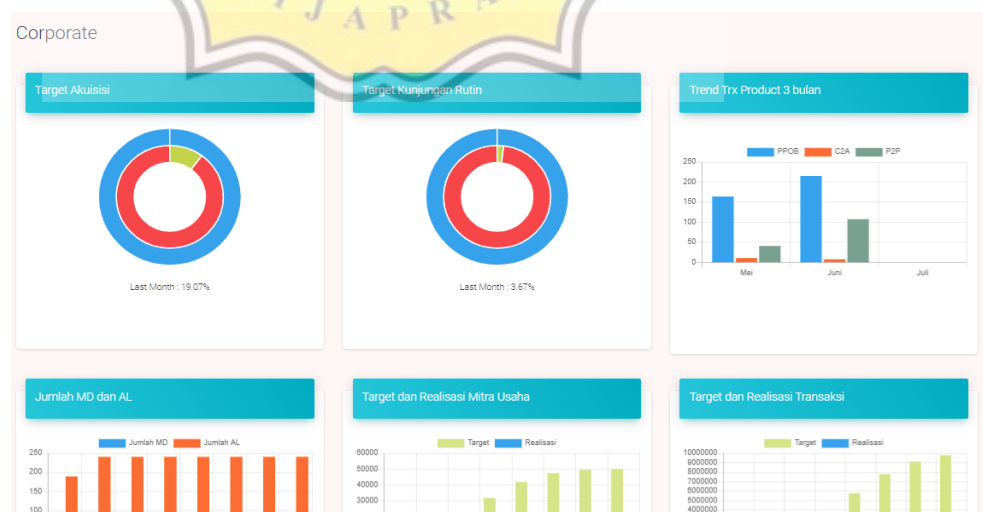 IJAPRA
Corporate
Target Akuisisi
Target Kunjungan Rutin
Trend Trx Product 3 bulan
PPOB C2A P2P
250
200
150
100
50
0
Mei Juni Juli
Last Month : 19.07%
Last Month : 3.67%
Jumlah MD dan AL
Target dan Realisasi Mitra Usaha
Target dan Realisasi Transaksi
Jumlah MD Jumlah AL
250
200
150
100
Target Realisasi
60000
50000
40000
30000
Target Realisasi
10000000
9000000
8000000
7000000
6000000
5000000
4000000